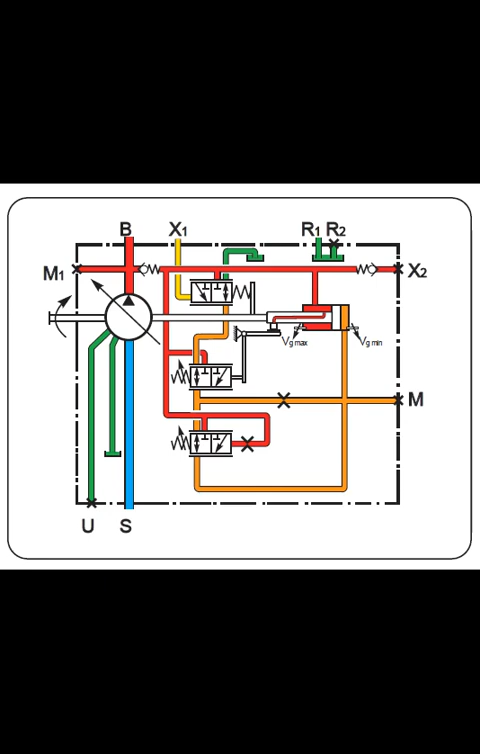 B X₁ R₁ R₂
M₁ X₂
Vg max Vg min
M
U S